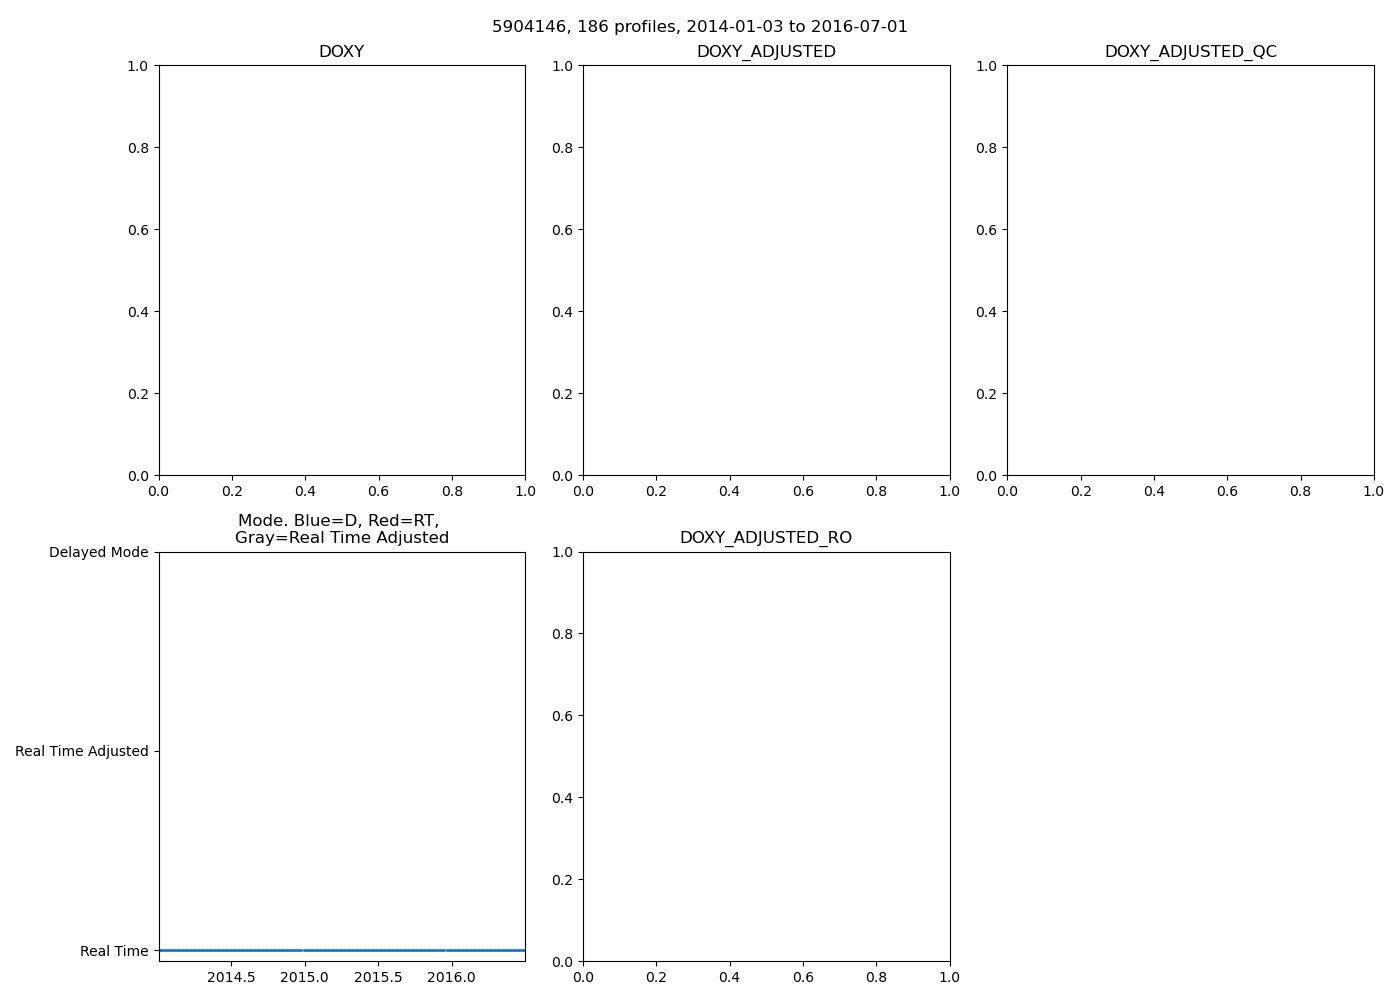 5904146, 186 profiles, 2014-01-03 to 2016-07-01
DOXY
DOXY_ADJUSTED
DOXY_ADJUSTED_QC
1.0
0.8
0.6
0.4
0.2
0.0
0.0 0.2 0.4 0.6 0.8 1.0
1.0
0.8
0.6
0.4
0.2
0.0
0.0 0.2 0.4 0.6 0.8 1.0
1.0
0.8
0.6
0.4
0.2
0.0
0.0 0.2 0.4 0.6 0.8 1.0
Mode. Blue=D, Red=RT,
Gray=Real Time Adjusted
Delayed Mode
Real Time Adjusted
Real Time
2014.5 2015.0 2015.5 2016.0
DOXY_ADJUSTED_RO
1.0
0.8
0.6
0.4
0.2
0.0
0.0 0.2 0.4 0.6 0.8 1.0